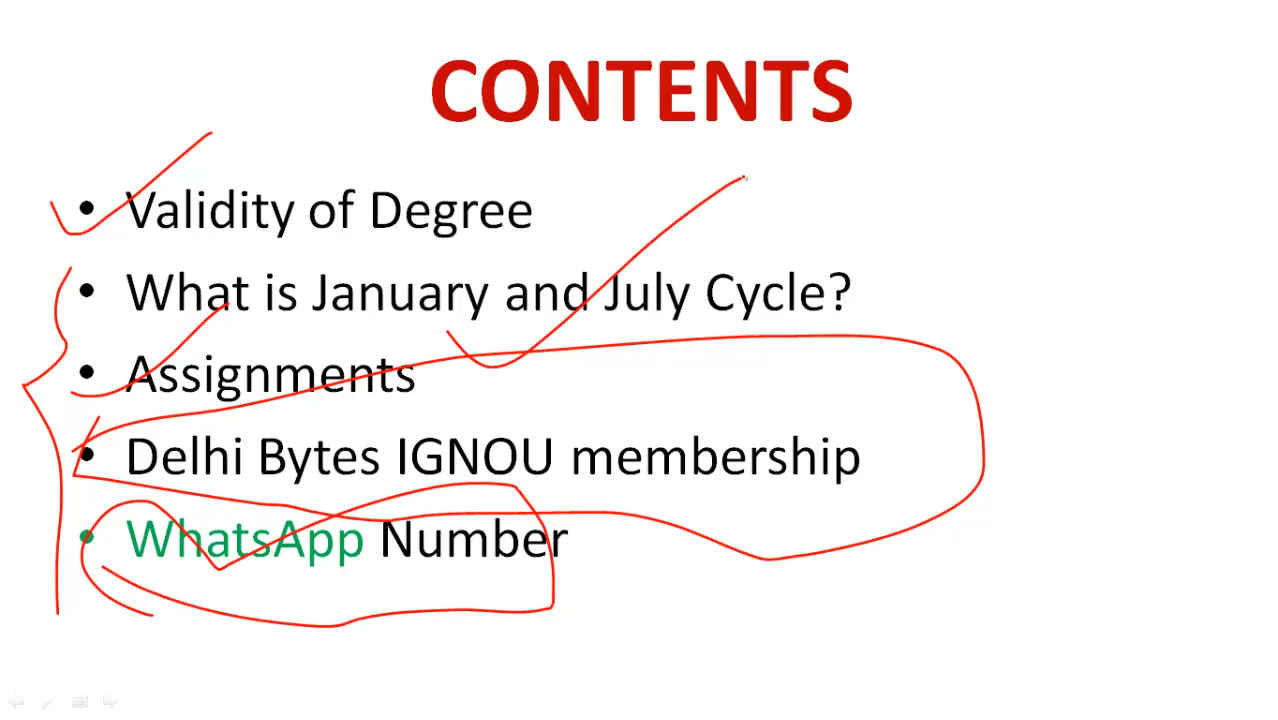 CONTENTS
• Validity of Degree
• What is January and July Cycle?
• Assignments
• Delhi Bytes IGNOU membership
• WhatsApp Number